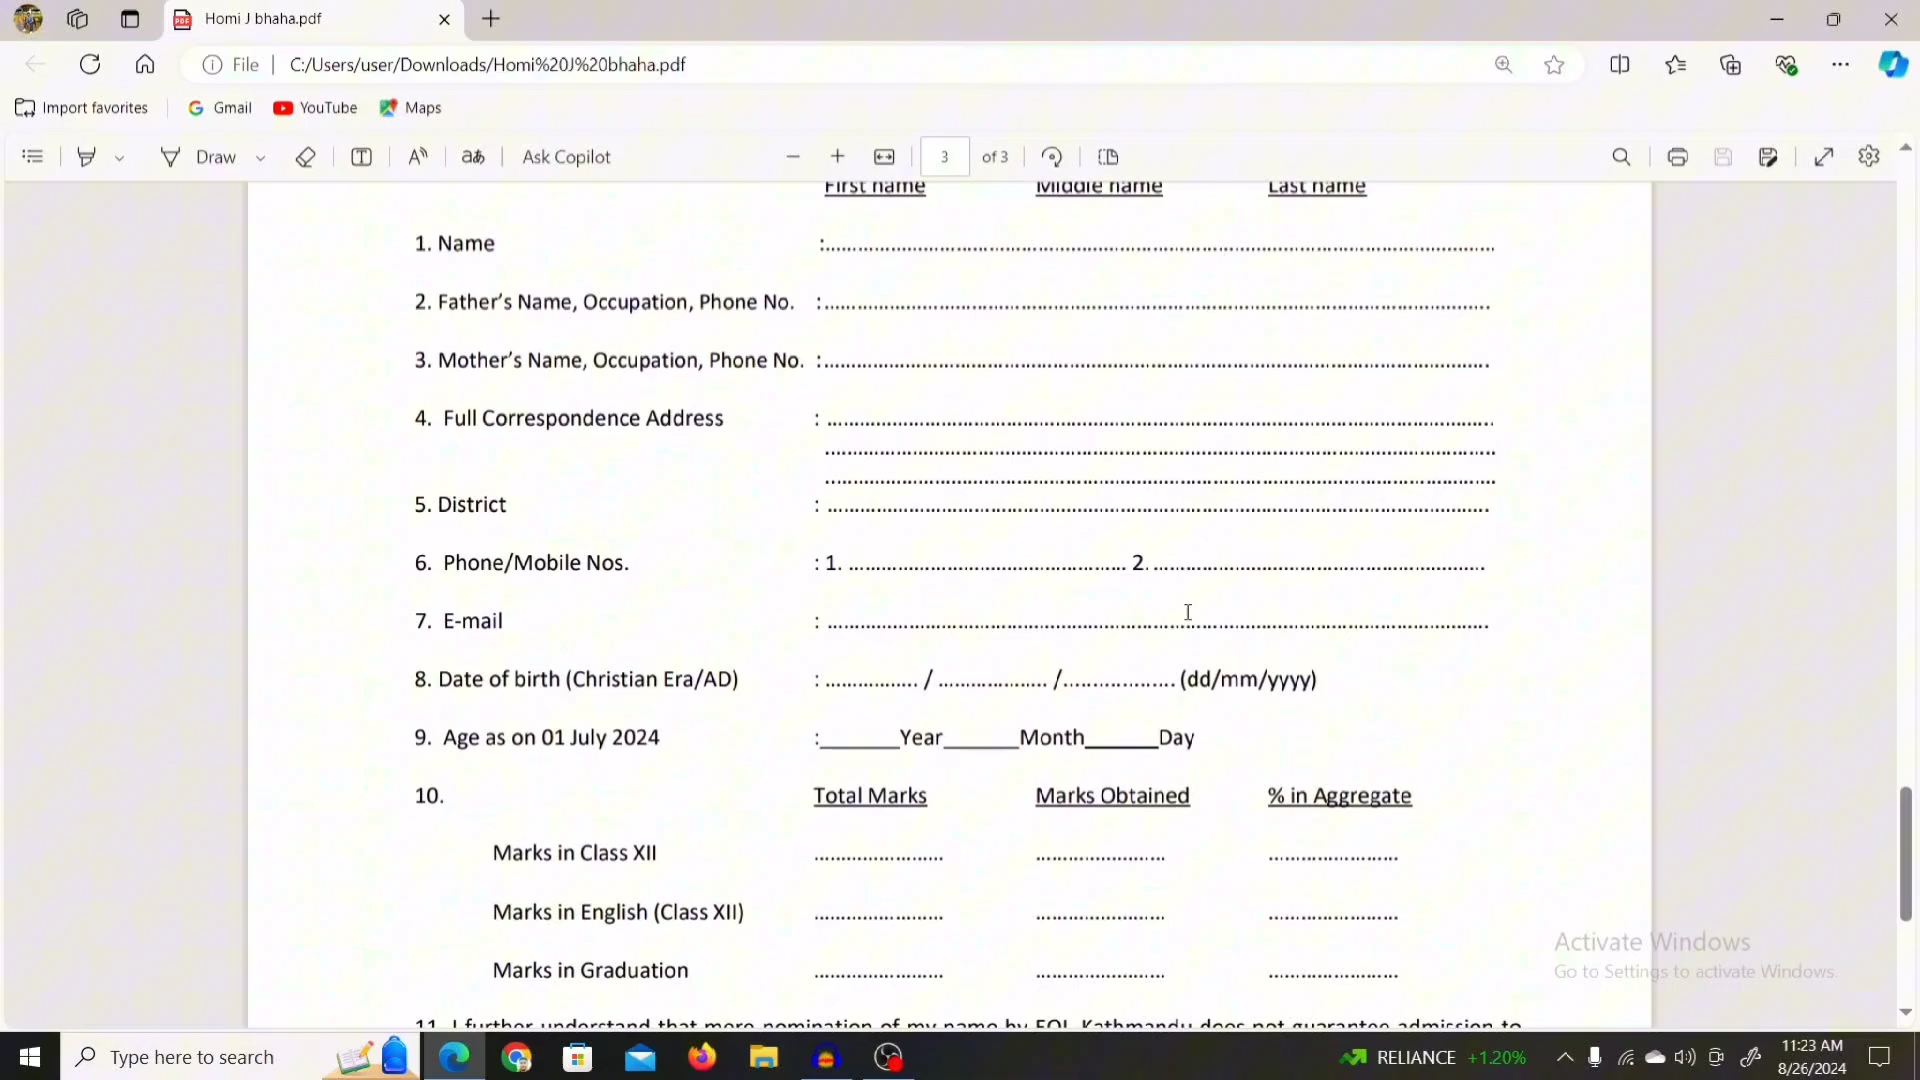 Homi J bhaha.pdf
File | C:/Users/user/Downloads/Homi%20J%20bhaha.pdf
Import favorites Gmail YouTube Maps
Draw Ask Copilot 3 of 3
First name Middle name Last name
1. Name :........................................
2. Father's Name, Occupation, Phone No. :........................................
3. Mother's Name, Occupation, Phone No. :........................................
4. Full Correspondence Address : ........................................
........................................
........................................
5. District : ........................................
6. Phone/Mobile Nos. : 1. .................... 2. ....................
7. E-mail : ........................................
8. Date of birth (Christian Era/AD) : ................ / ................... /................... (dd/mm/yyyy)
9. Age as on 01 July 2024 :_______Year_______Month_______Day
10. Total Marks Marks Obtained % in Aggregate
Marks in Class XII ........................ ........................ ........................
Marks in English (Class XII) ........................ ........................ ........................
Marks in Graduation ........................ ........................ ........................
11. I further understand that mere nomination of my name by EOI, Kathmandu does not guarantee admission to
Activate Windows
Go to Settings to activate Windows.
Type here to search RELIANCE +1.20% 11:23 AM
8/26/2024